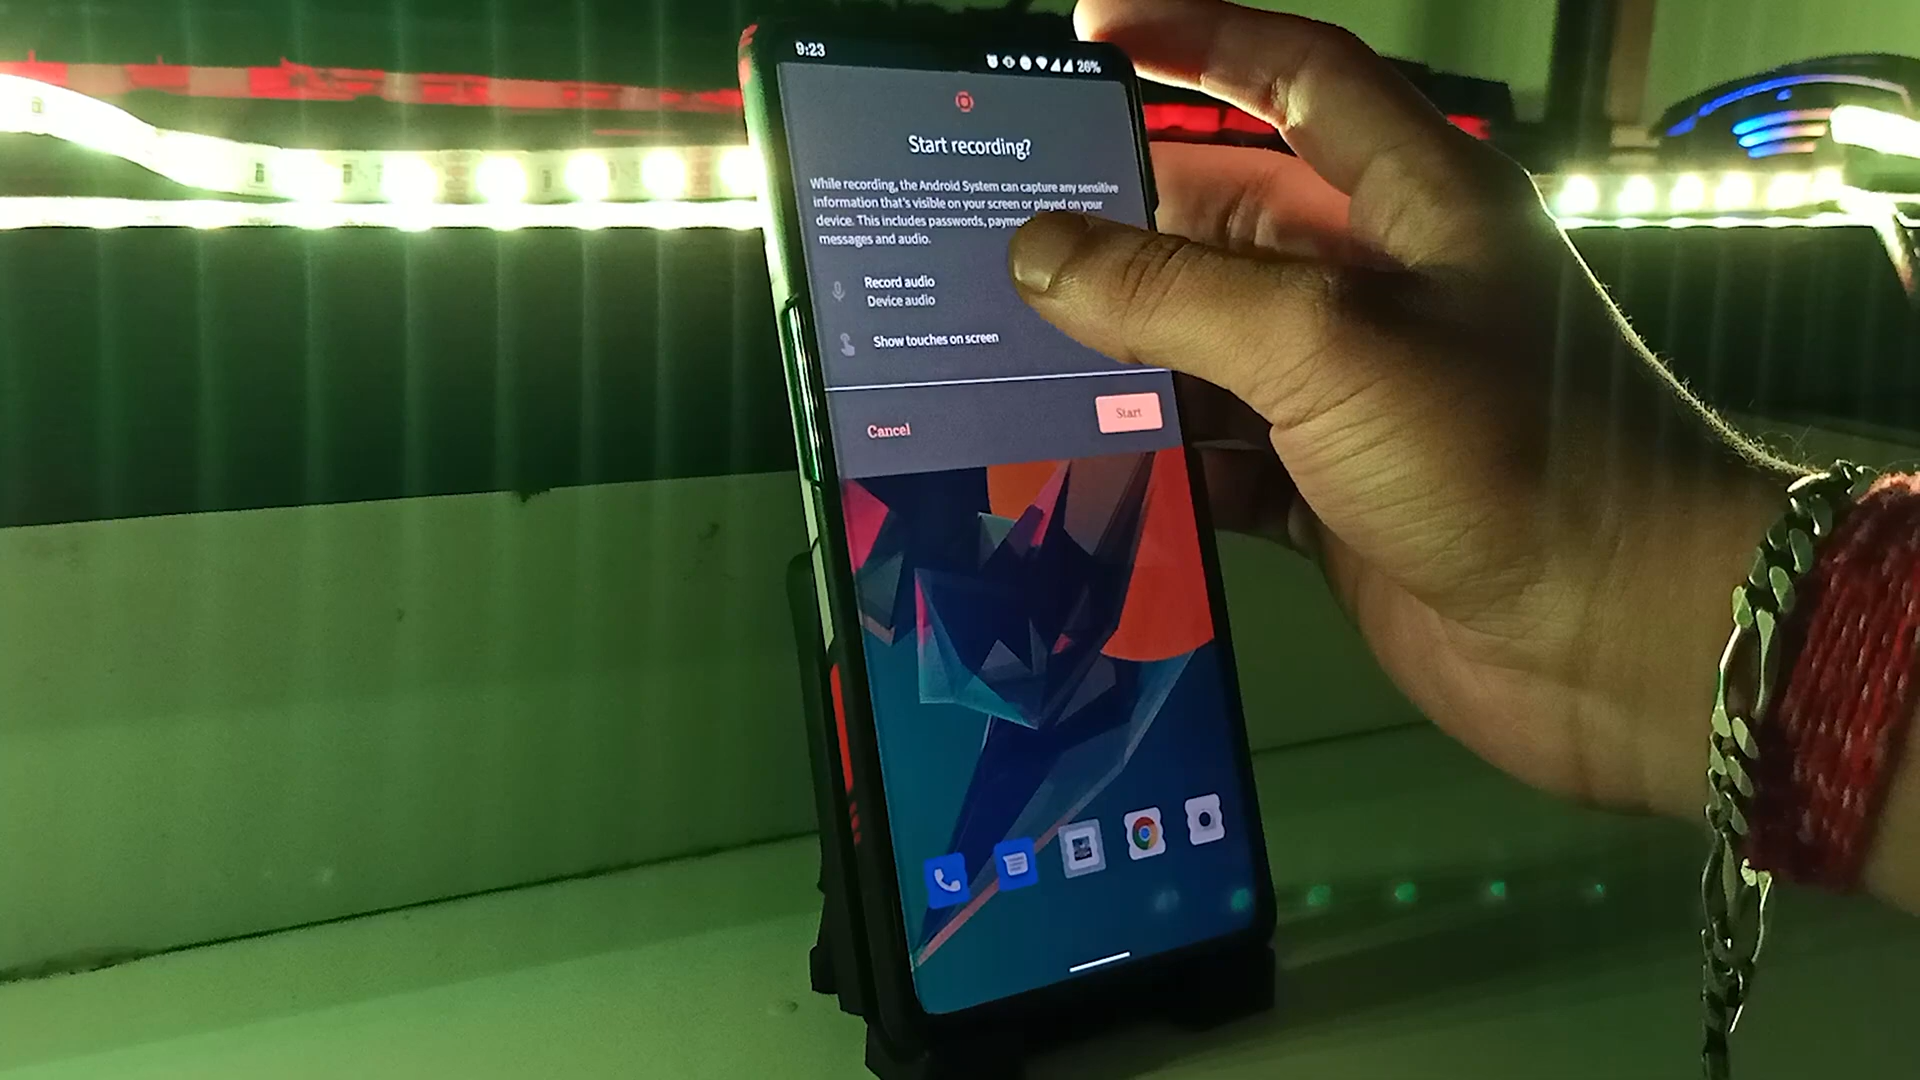 9:23
26%
Start recording?
While recording, the Android System can capture any sensitive
information that's visible on your screen or played on your
device. This includes passwords,
messages and audio.
Record audio
Device audio
Show touches on screen
Cancel
Start